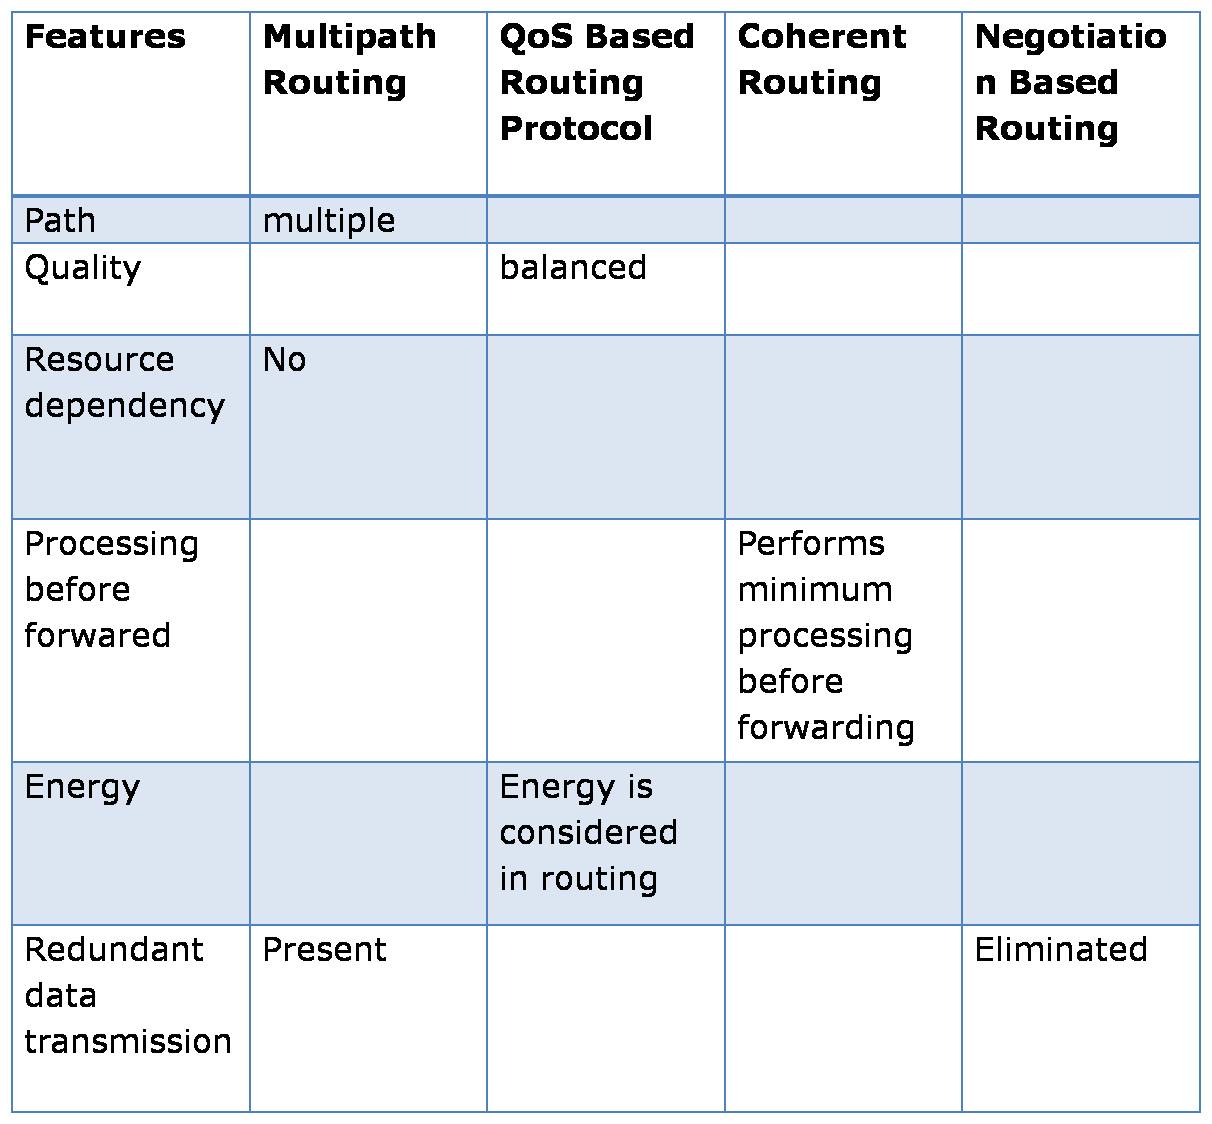 Features
Multipath
Routing
QoS Based
Routing
Protocol
Coherent
Routing
Negotiatio
n Based
Routing
Path
multiple
Quality
balanced
Resource
dependency
No
Processing
before
forwared
Performs
minimum
processing
before
forwarding
Energy
Energy is
considered
in routing
Redundant
data
transmission
Present
Eliminated